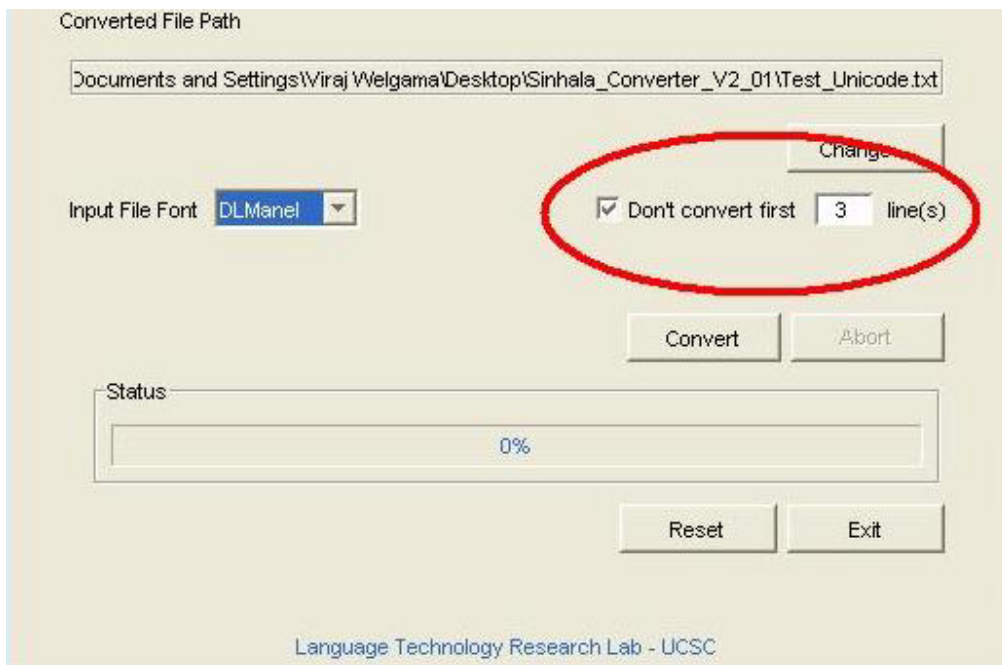 Converted File Path
Documents and Settings\Viraj Welgama\Desktop\Sinhala_Converter_V2_01\Test_Unicode.txt
Change
Input File Font DLManel Don't convert first 3 line(s)
Convert Abort
Status
0%
Reset Exit
Language Technology Research Lab - UCSC